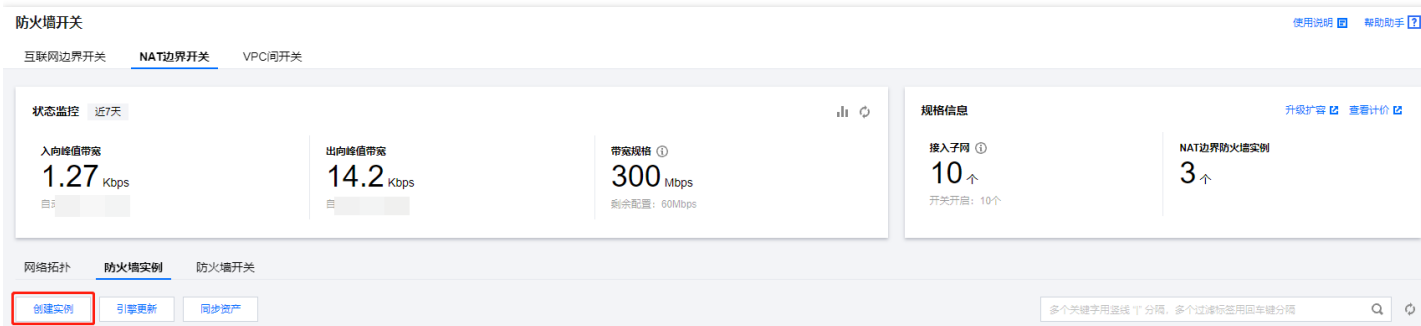 防火墙开关
使用说明 帮助助手 ?
互联网边界开关 NAT边界开关 VPC间开关
状态监控 近7天
规格信息 升级扩容 查看计价
入向峰值带宽 出向峰值带宽 带宽规格
接入子网 NAT边界防火墙实例
1.27 Kbps 14.2 Kbps 300 Mbps
10 个 3 个
剩余配置：60Mbps
开关开启：10个
网络拓扑 防火墙实例 防火墙开关
创建实例 引擎更新 同步资产 多个关键字用竖线 "|" 分隔，多个过滤标签用回车键分隔